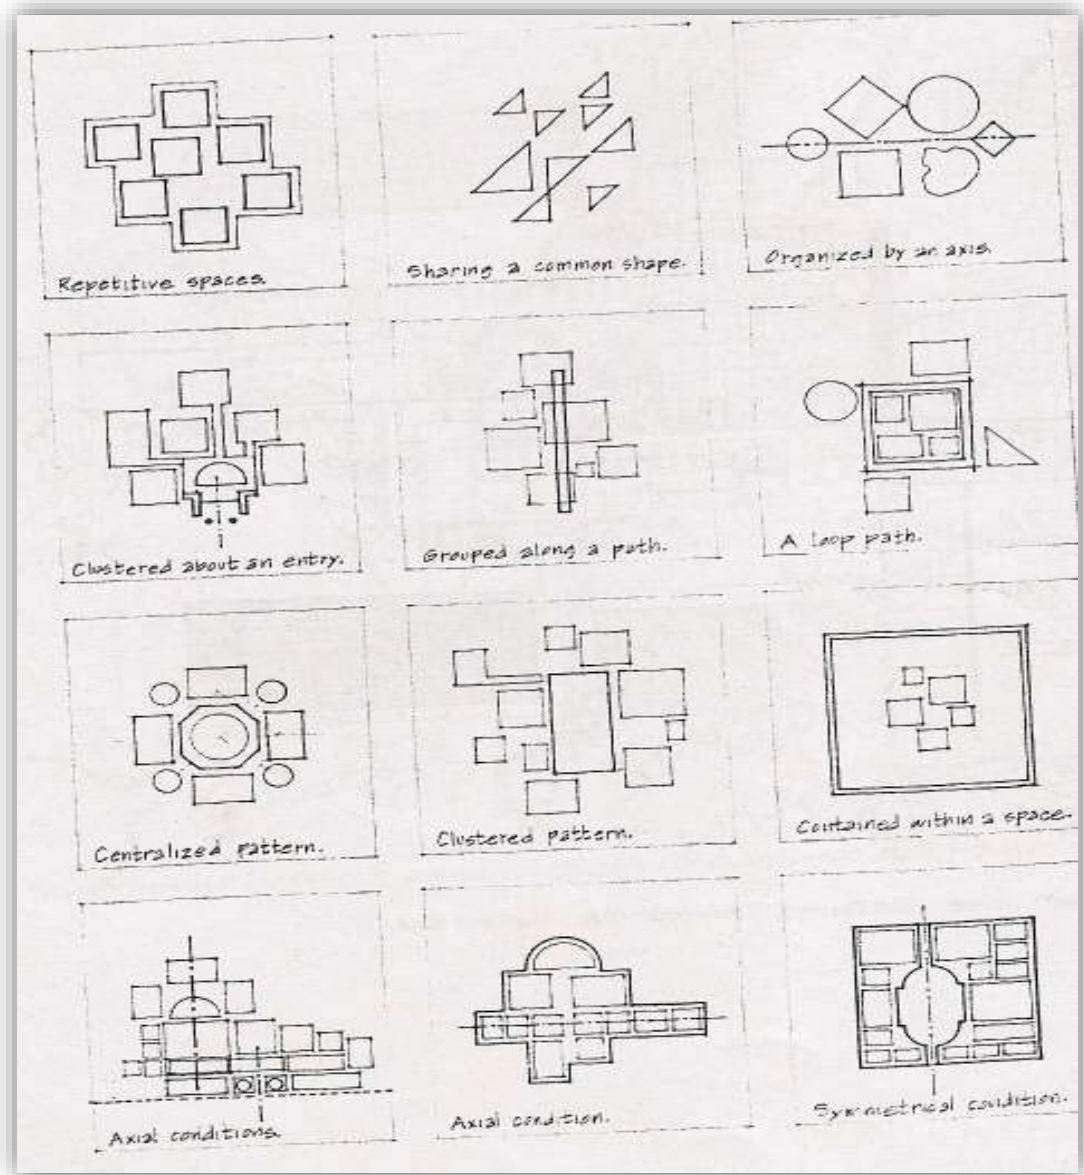 Repetitive spaces.
Sharing a common shape.
Organized by an axis.
Clustered about an entry.
Grouped along a path.
A loop path.
Centralized pattern.
Clustered pattern.
Contained within a space.
Axial conditions.
Axial condition.
Symmetrical condition.